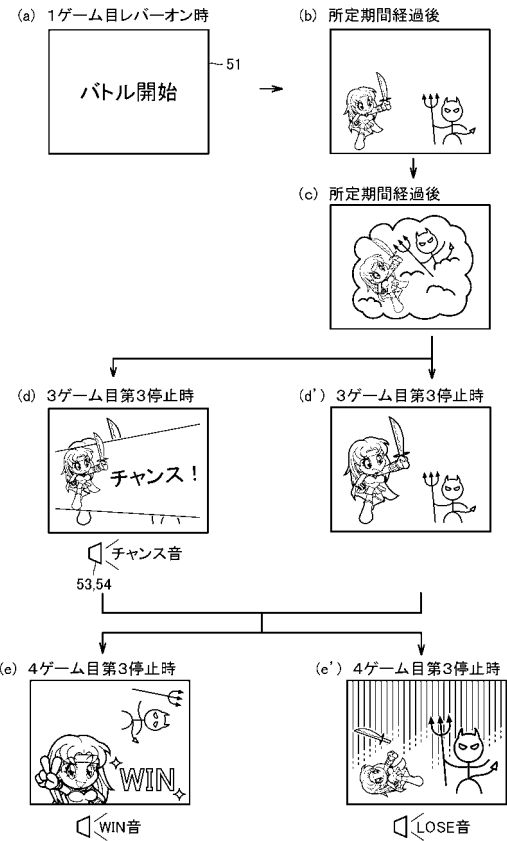 (a) 1ゲーム目レバーオン時
バトル開始
51
(b) 所定期間経過後
(c) 所定期間経過後
(d) 3ゲーム目第3停止時
チャンス!
チャンス音
53,54
(d') 3ゲーム目第3停止時
(e) 4ゲーム目第3停止時
WIN
WIN音
(e') 4ゲーム目第3停止時
LOSE音